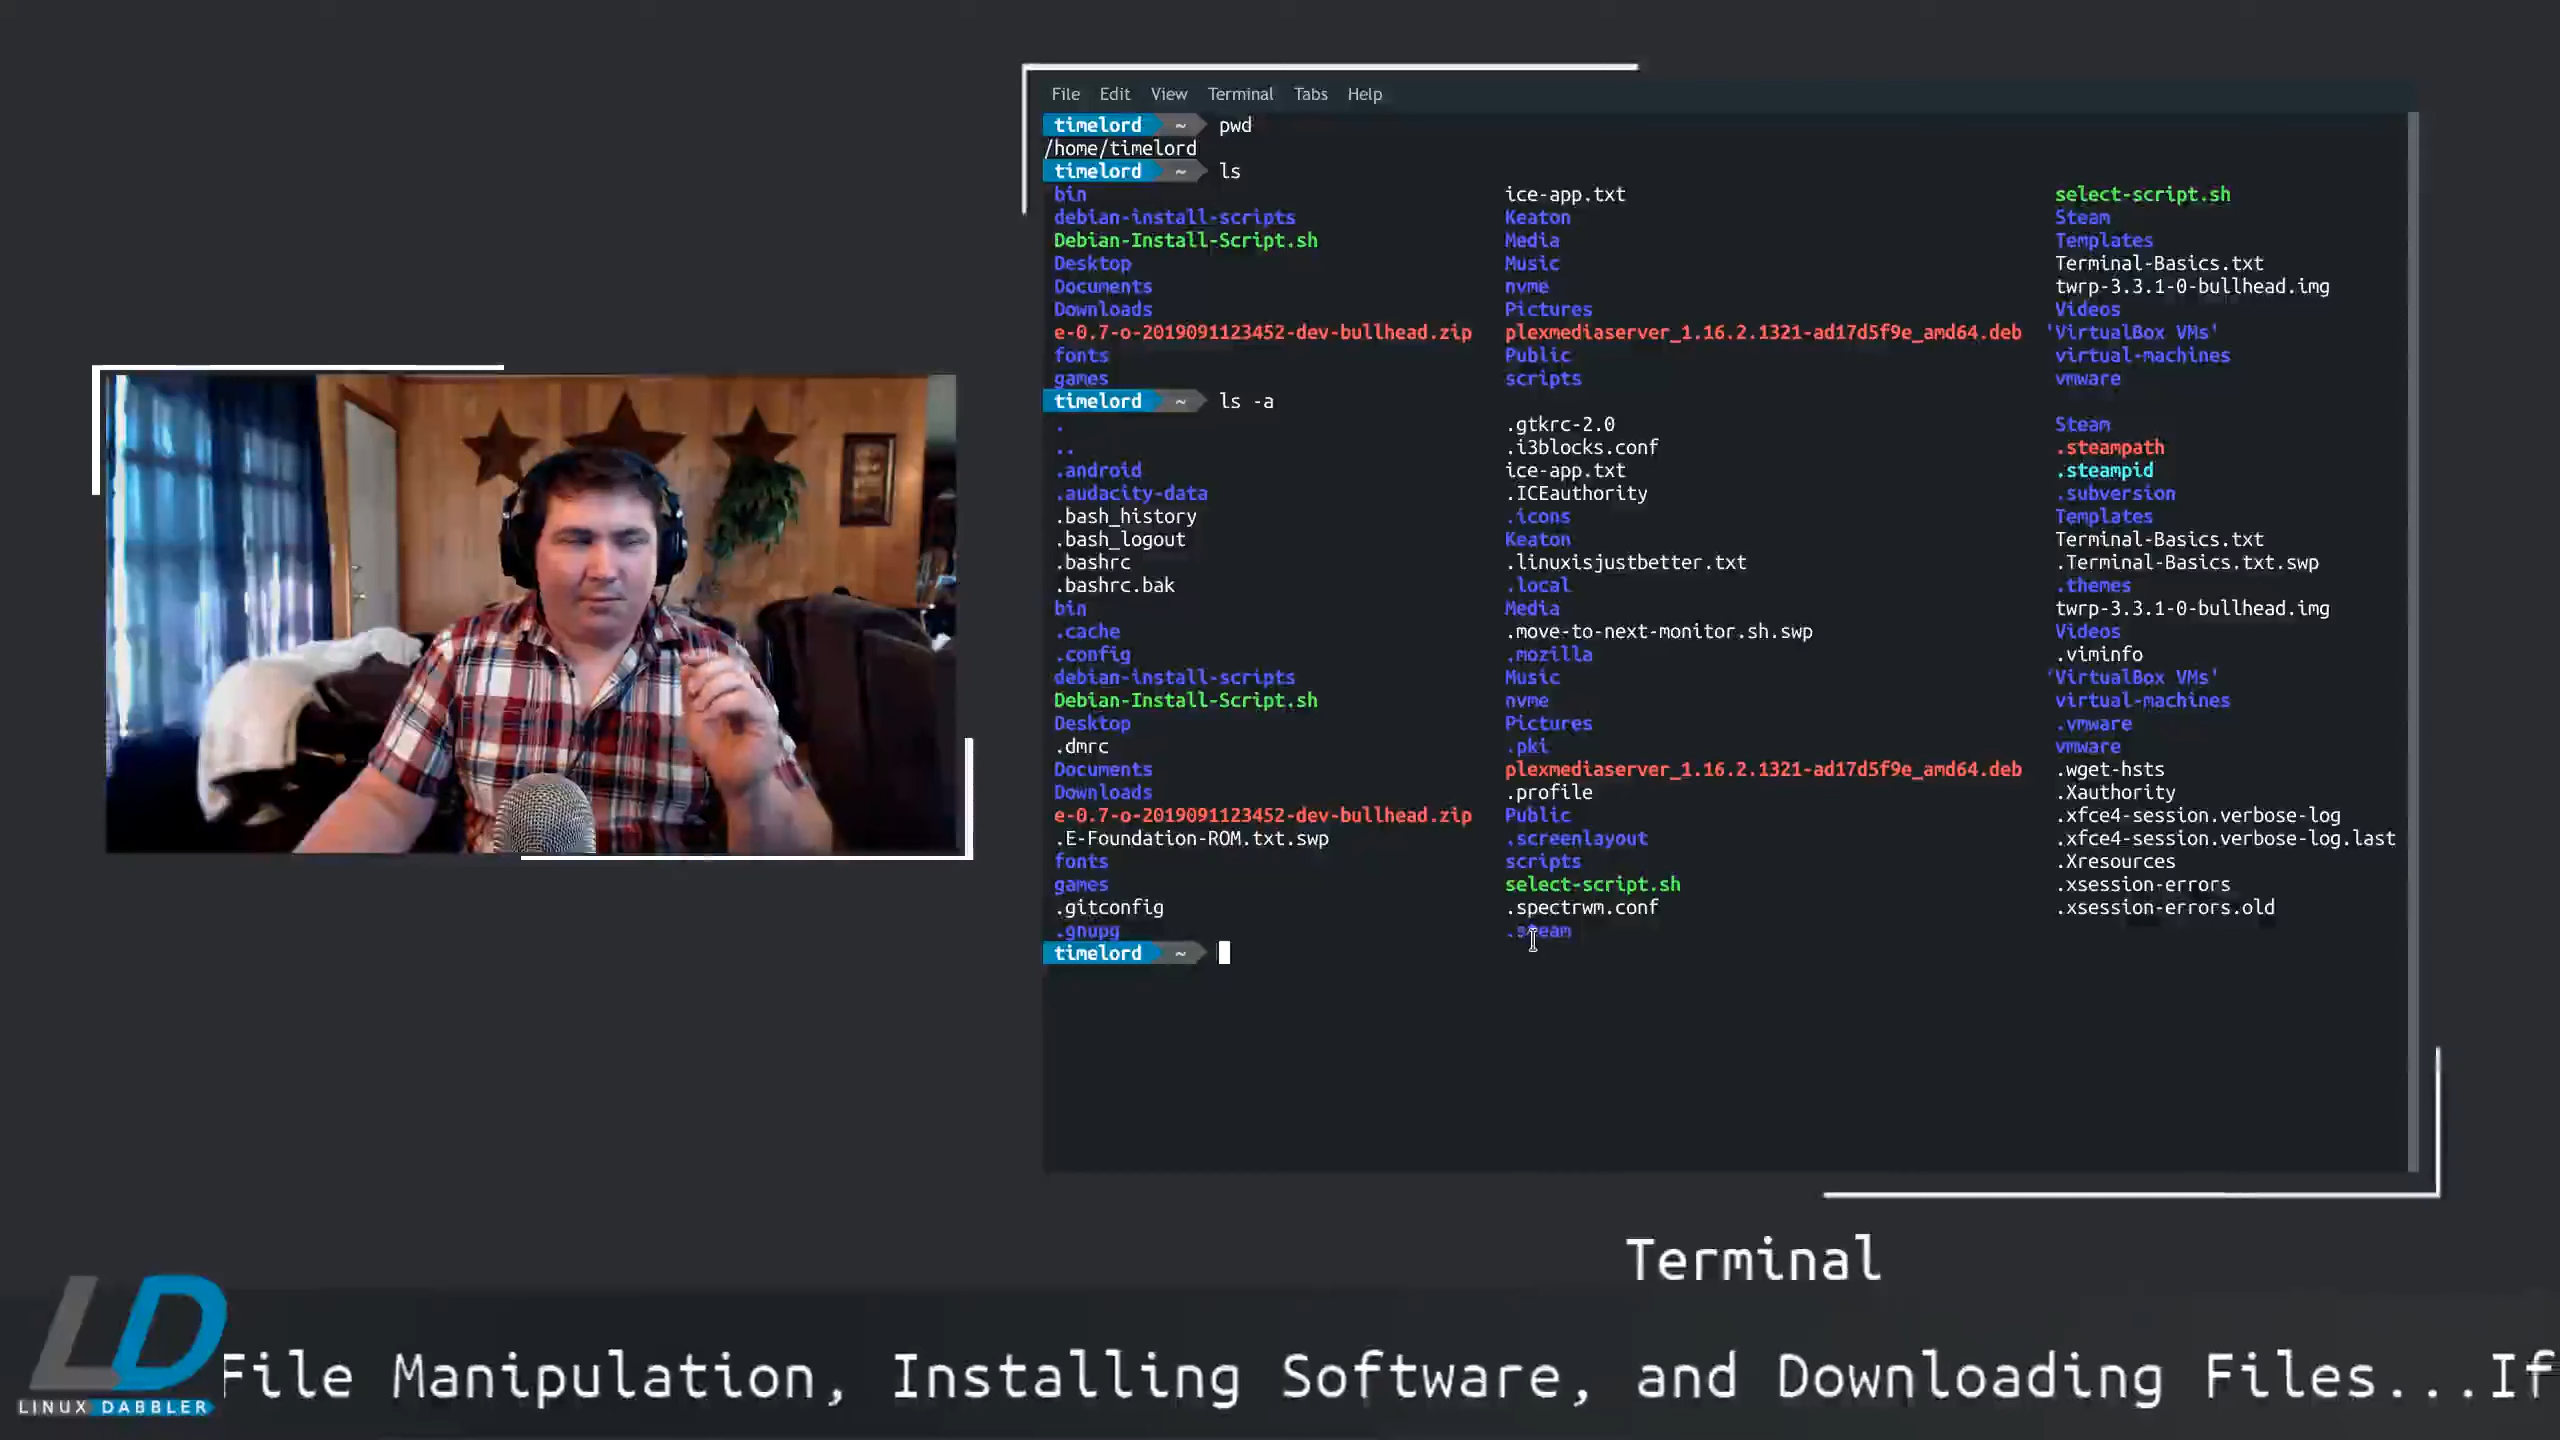 File Edit View Terminal Tabs Help
timelord ~ pwd
/home/timelord
timelord ~ ls
bin ice-app.txt select-script.sh
debian-install-scripts Keaton Steam
Debian-Install-Script.sh Media Templates
Desktop Music Terminal-Basics.txt
Documents nvme twrp-3.3.1-0-bullhead.img
Downloads Pictures Videos
e-0.7-o-2019091123452-dev-bullhead.zip plexmediaserver_1.16.2.1321-ad17d5f9e_amd64.deb 'VirtualBox VMs'
fonts Public virtual-machines
games scripts vmware
timelord ~ ls -a
. .gtkrc-2.0 Steam
.. .i3blocks.conf .steampath
.android ice-app.txt .steampid
.audacity-data .ICEauthority .subversion
.bash_history .icons Templates
.bash_logout Keaton Terminal-Basics.txt
.bashrc .linuxisjustbetter.txt .Terminal-Basics.txt.swp
.bashrc.bak .local .themes
bin Media twrp-3.3.1-0-bullhead.img
.cache .move-to-next-monitor.sh.swp Videos
.config .mozilla .viminfo
debian-install-scripts Music 'VirtualBox VMs'
Debian-Install-Script.sh nvme virtual-machines
Desktop Pictures .vmware
.dmrc .pki vmware
Documents plexmediaserver_1.16.2.1321-ad17d5f9e_amd64.deb .wget-hsts
Downloads .profile .Xauthority
e-0.7-o-2019091123452-dev-bullhead.zip Public .xfce4-session.verbose-log
.E-Foundation-ROM.txt.swp .screenlayout .xfce4-session.verbose-log.last
fonts scripts .Xresources
games select-script.sh .xsession-errors
.gitconfig .spectrwm.conf .xsession-errors.old
.gnupg .steam
timelord ~
Terminal
LD
LINUX DABBLER
File Manipulation, Installing Software, and Downloading Files...If